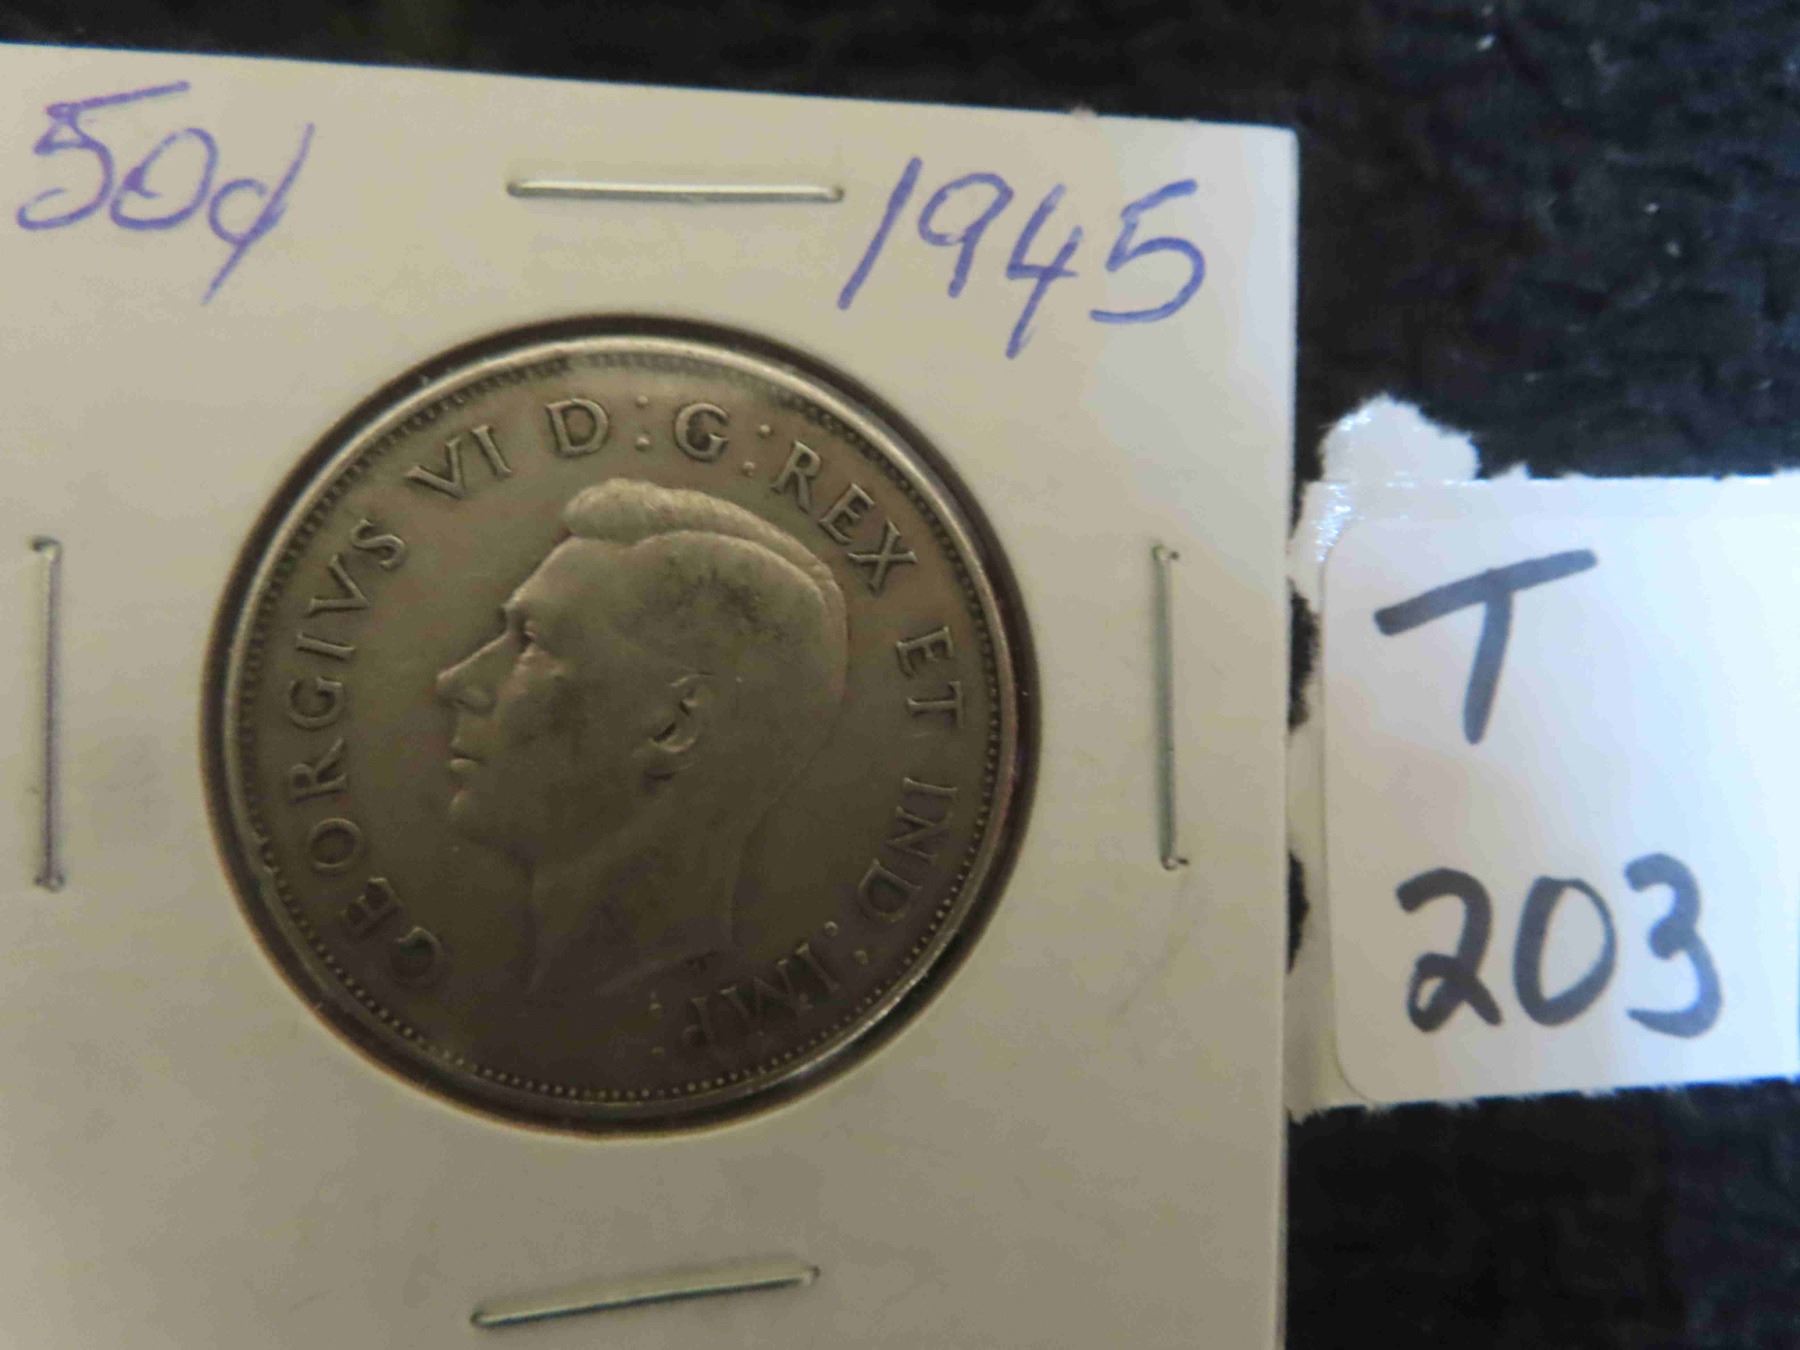 50¢ 1945
GEORGIVS VI D:G:REX ET IND:IMP:
T
203